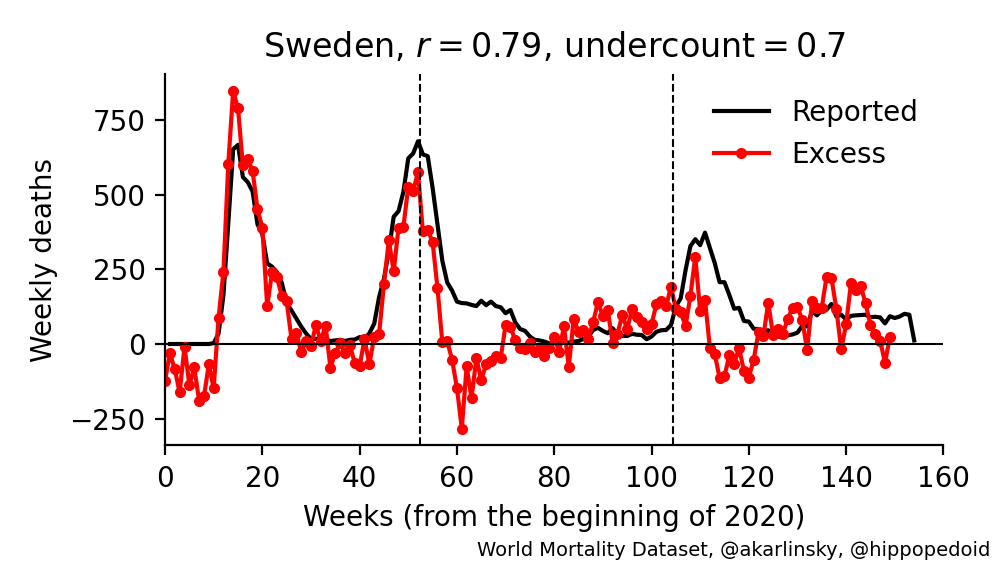 Sweden, r = 0.79, undercount = 0.7
Reported
Excess
Weekly deaths
750
500
250
0
−250
0 20 40 60 80 100 120 140 160
Weeks (from the beginning of 2020)
World Mortality Dataset, @akarlinsky, @hippopedoid